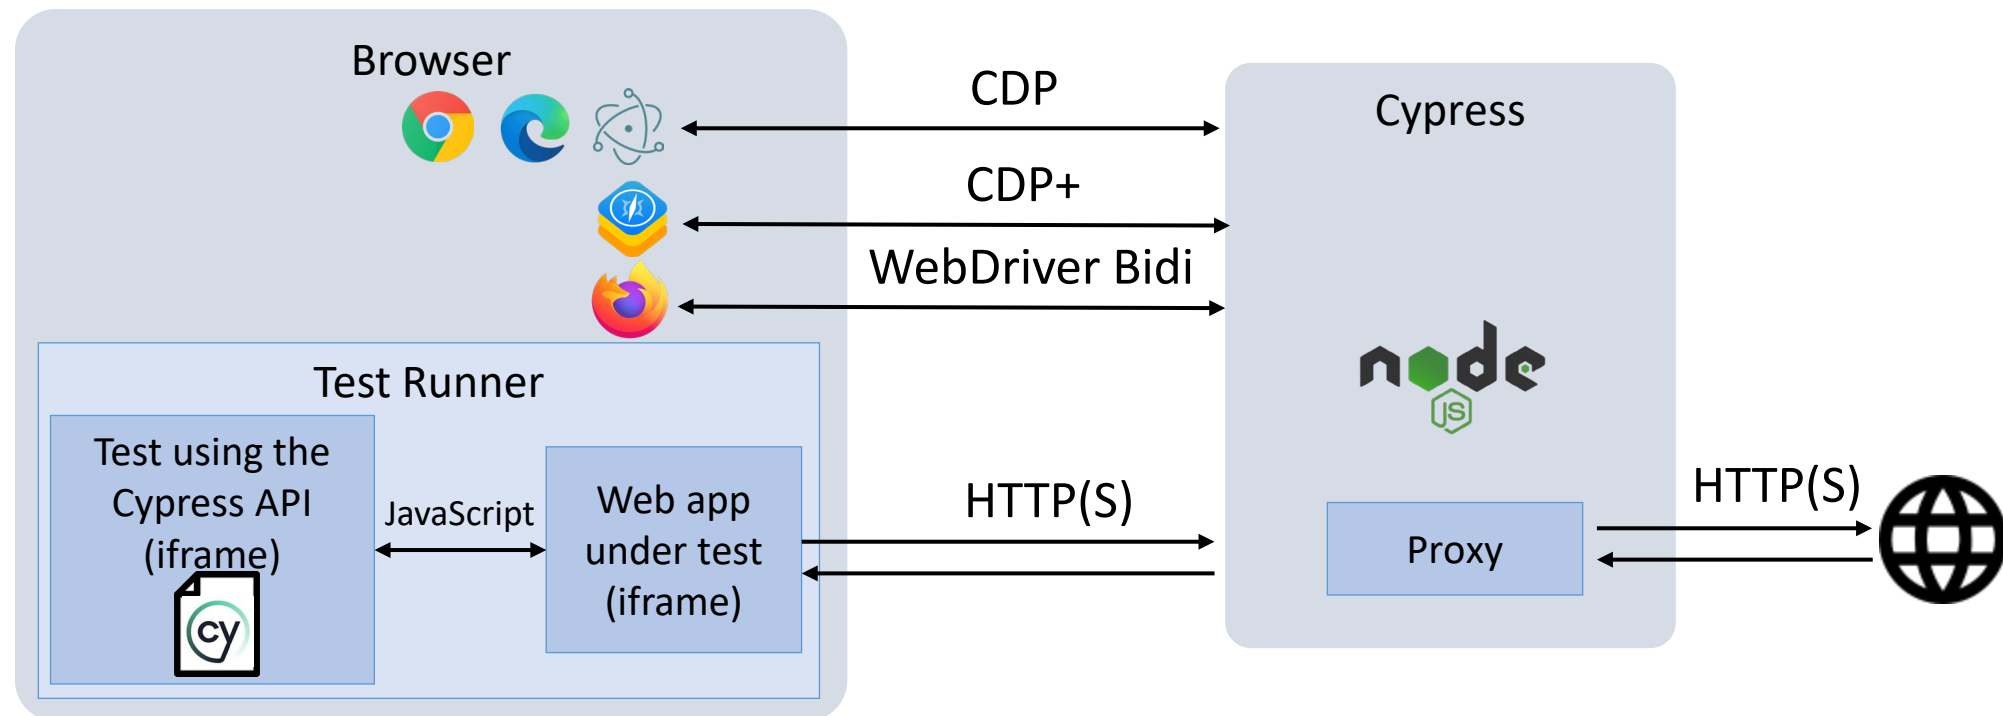 Browser
CDP
Cypress
CDP+
WebDriver Bidi
node
JS
Test Runner
Test using the
Cypress API
(iframe)
cy
JavaScript
Web app
under test
(iframe)
HTTP(S)
Proxy
HTTP(S)